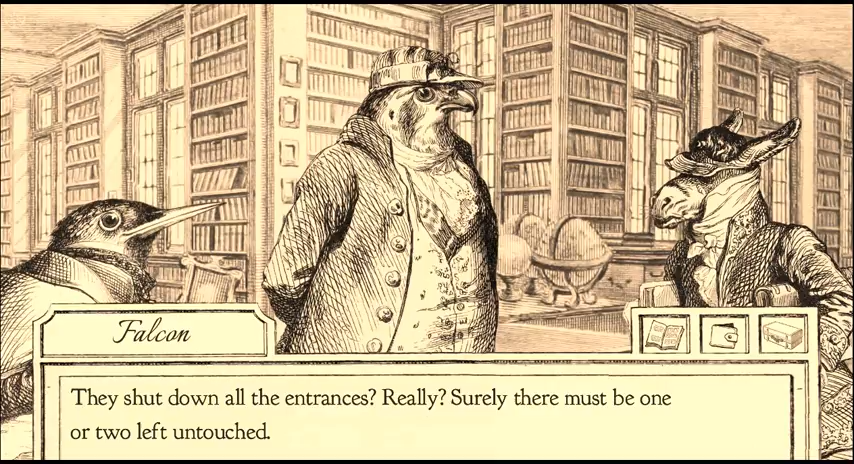 Falcon
They shut down all the entrances? Really? Surely there must be one
or two left untouched.